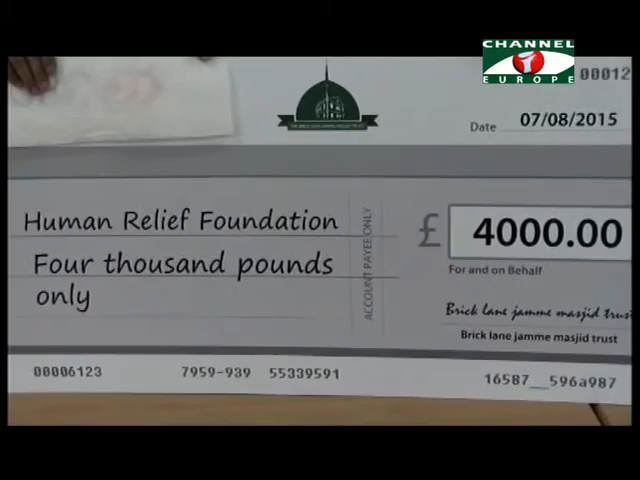 CHANNEL
i
EUROPE
00012
Date 07/08/2015
Human Relief Foundation
£ 4000.00
Four thousand pounds
only
ACCOUNT PAYEE ONLY
For and on Behalf
Brick lane jamme masjid trust
Brick lane jamme masjid trust
00006123 7959-939 55339591 16587__596a987